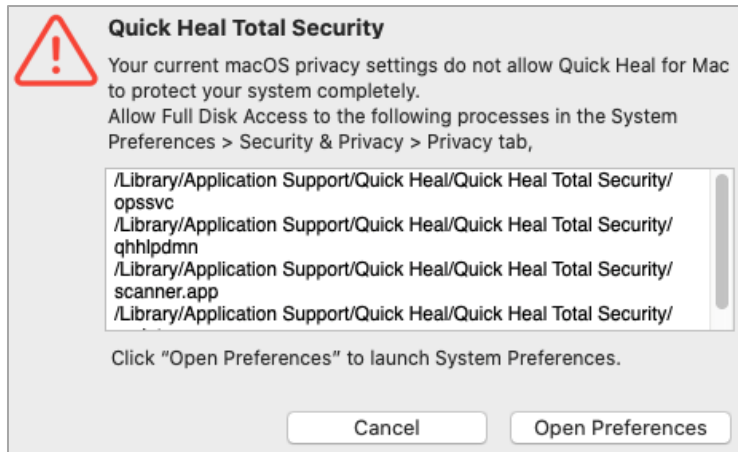 Quick Heal Total Security
Your current macOS privacy settings do not allow Quick Heal for Mac
to protect your system completely.
Allow Full Disk Access to the following processes in the System
Preferences > Security & Privacy > Privacy tab,
/Library/Application Support/Quick Heal/Quick Heal Total Security/
opssvc
/Library/Application Support/Quick Heal/Quick Heal Total Security/
qhhlpdmn
/Library/Application Support/Quick Heal/Quick Heal Total Security/
scanner.app
/Library/Application Support/Quick Heal/Quick Heal Total Security/
Click “Open Preferences” to launch System Preferences.
Cancel
Open Preferences